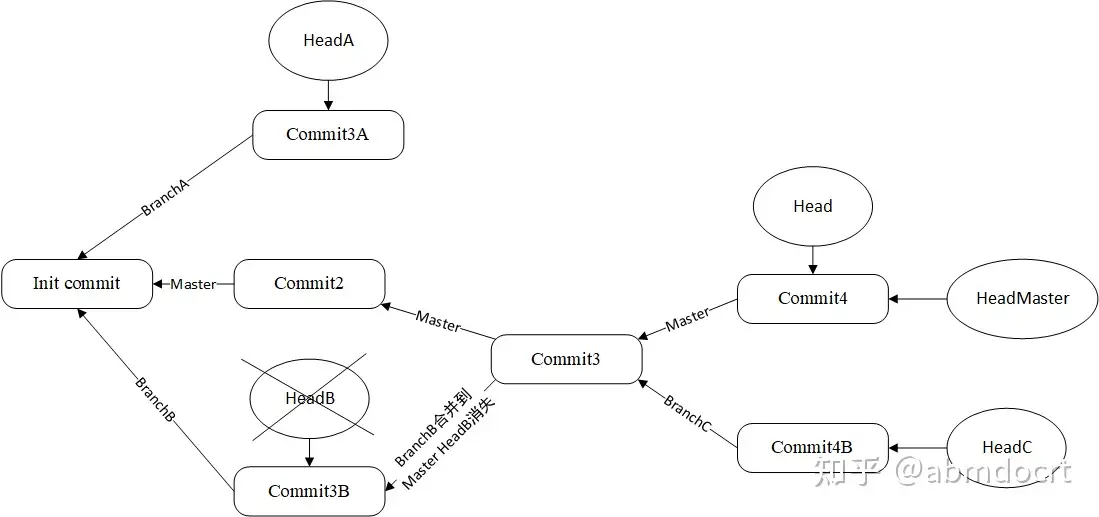 HeadA
Commit3A
BranchA
Head
Init commit
Master
Commit2
Commit4
HeadMaster
Master
Master
Commit3
BranchB
HeadB
BranchB合并到
Master HeadB消失
BranchC
Commit4B
HeadC
Commit3B
知乎 @abmdocrt